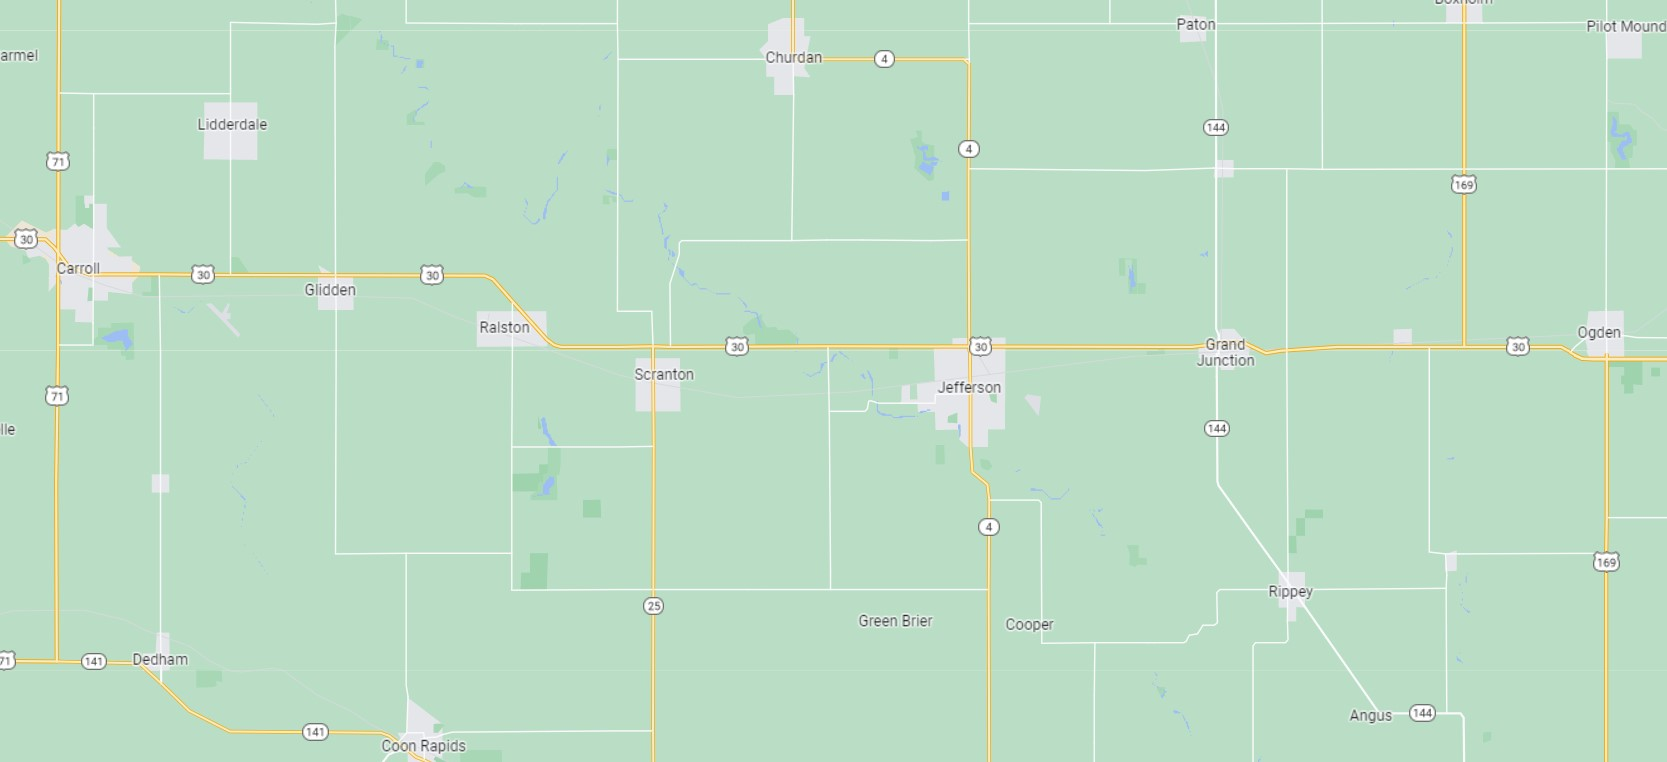 Boxholm
Paton
Pilot Mound
armel
Churdan
4
Lidderdale
144
4
71
169
30
Carroll
30
30
Glidden
Ralston
30
30
Grand
Junction
30
Ogden
Scranton
Jefferson
71
lle
144
4
169
Rippey
25
Green Brier
Cooper
71
141
Dedham
Angus
144
141
Coon Rapids